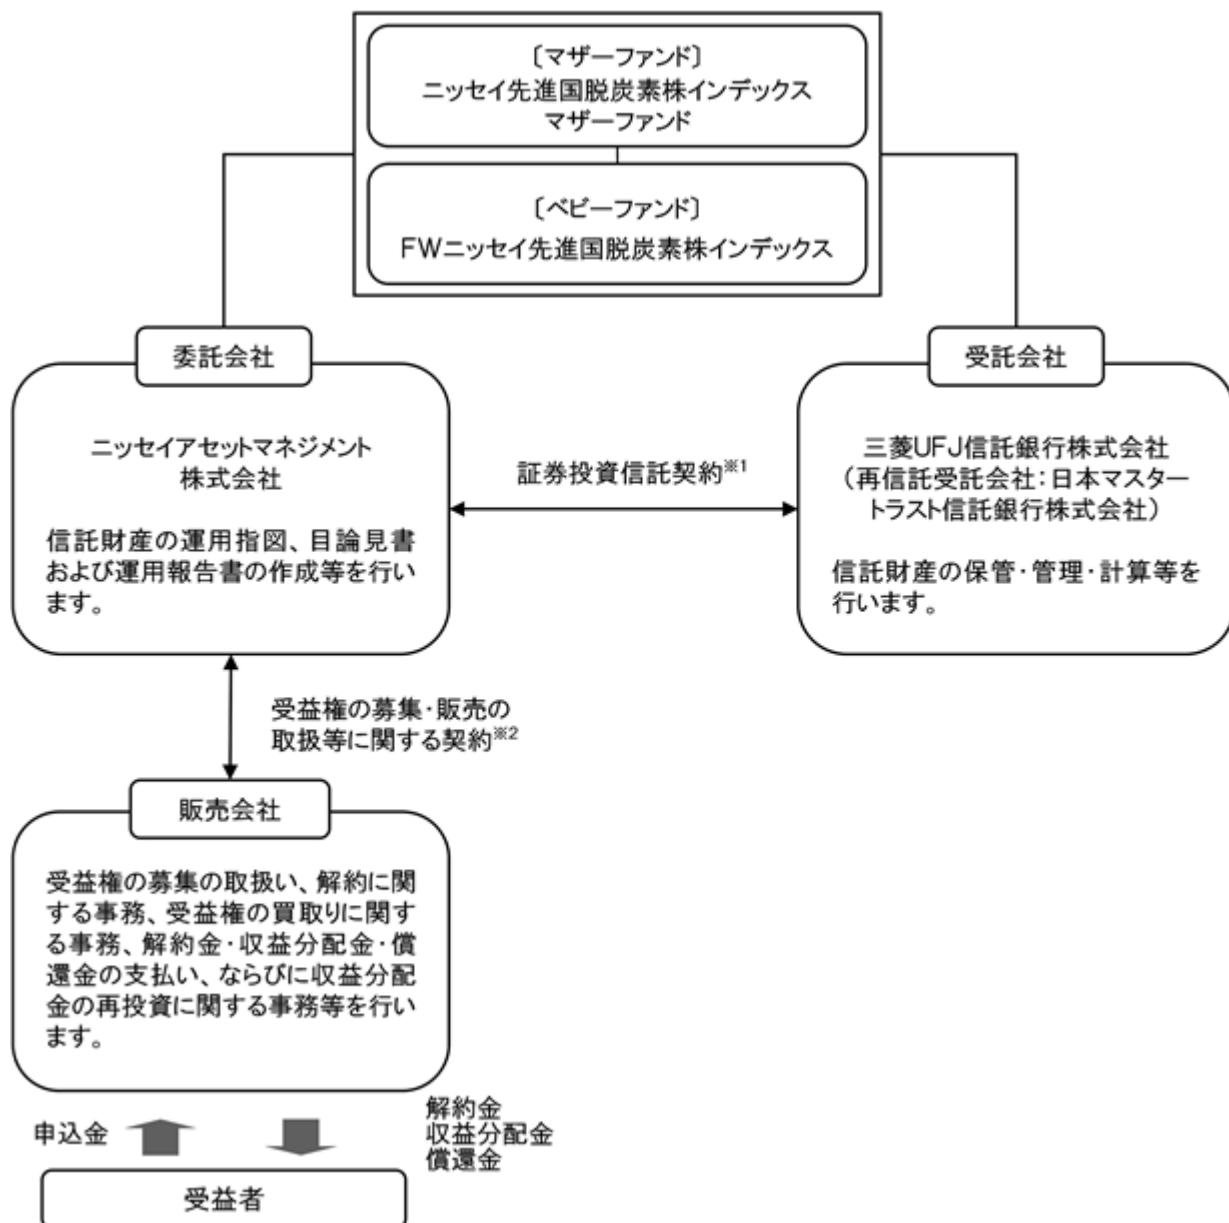 〔マザーファンド〕
ニッセイ先進国脱炭素株インデックス
マザーファンド
〔ベビーファンド〕
FWニッセイ先進国脱炭素株インデックス
委託会社
ニッセイアセットマネジメント
株式会社
信託財産の運用指図、目論見書
および運用報告書の作成等を行い
ます。
証券投資信託契約※1
受託会社
三菱UFJ信託銀行株式会社
（再信託受託会社：日本マスター
トラスト信託銀行株式会社）
信託財産の保管・管理・計算等を
行います。
受益権の募集・販売の
取扱等に関する契約※2
販売会社
受益権の募集の取扱い、解約に関
する事務、受益権の買取りに関す
る事務、解約金・収益分配金・償
還金の支払い、ならびに収益分配
金の再投資に関する事務等を行い
ます。
申込金
解約金
収益分配金
償還金
受益者